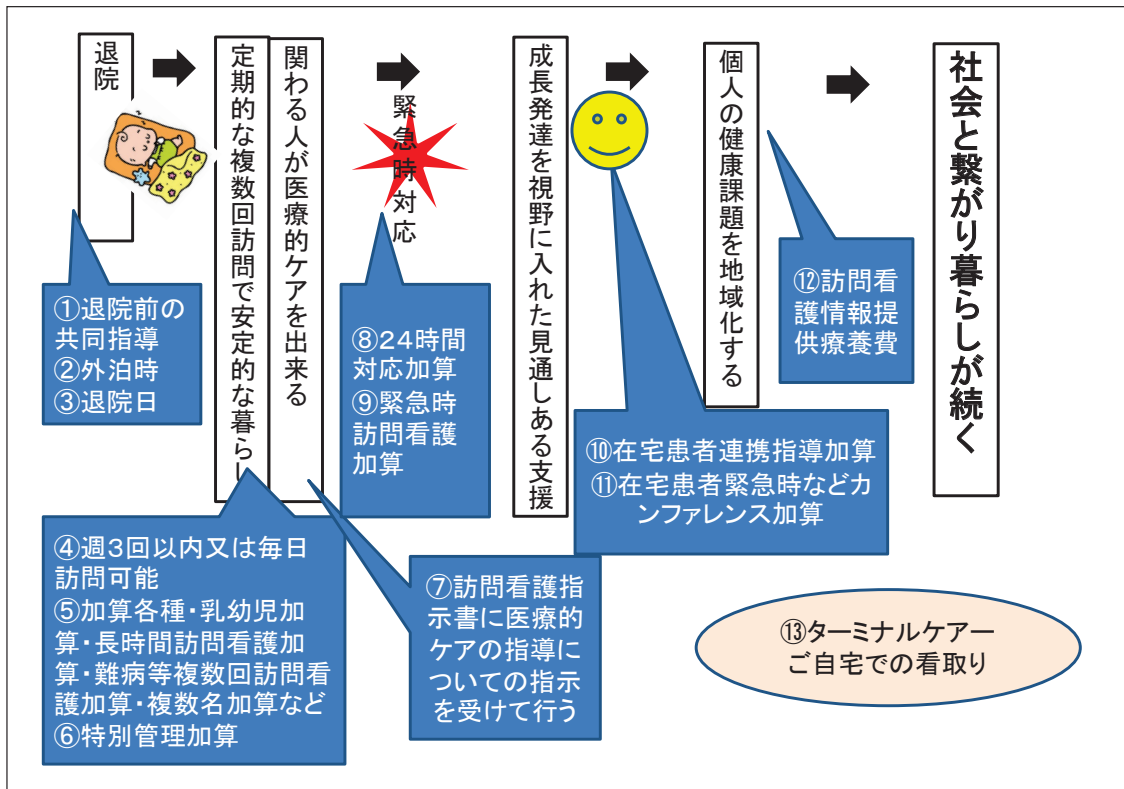 退院
定期的な複数回訪問で安定的な暮らし
関わる人が医療的ケアを出来る
緊急時対応
成長発達を視野に入れた見通しある支援
個人の健康課題を地域化する
社会と繋がり暮らしが続く
①退院前の
共同指導
②外泊時
③退院日
④週3回以内又は毎日
訪問可能
⑤加算各種・乳幼児加
算・長時間訪問看護加
算・難病等複数回訪問看
護加算・複数名加算など
⑥特別管理加算
⑦訪問看護指
示書に医療的
ケアの指導に
ついての指示
を受けて行う
⑧24時間
対応加算
⑨緊急時
訪問看護
加算
⑩在宅患者連携指導加算
⑪在宅患者緊急時などカ
ンファレンス加算
⑫訪問看
護情報提
供療養費
⑬ターミナルケアー
ご自宅での看取り